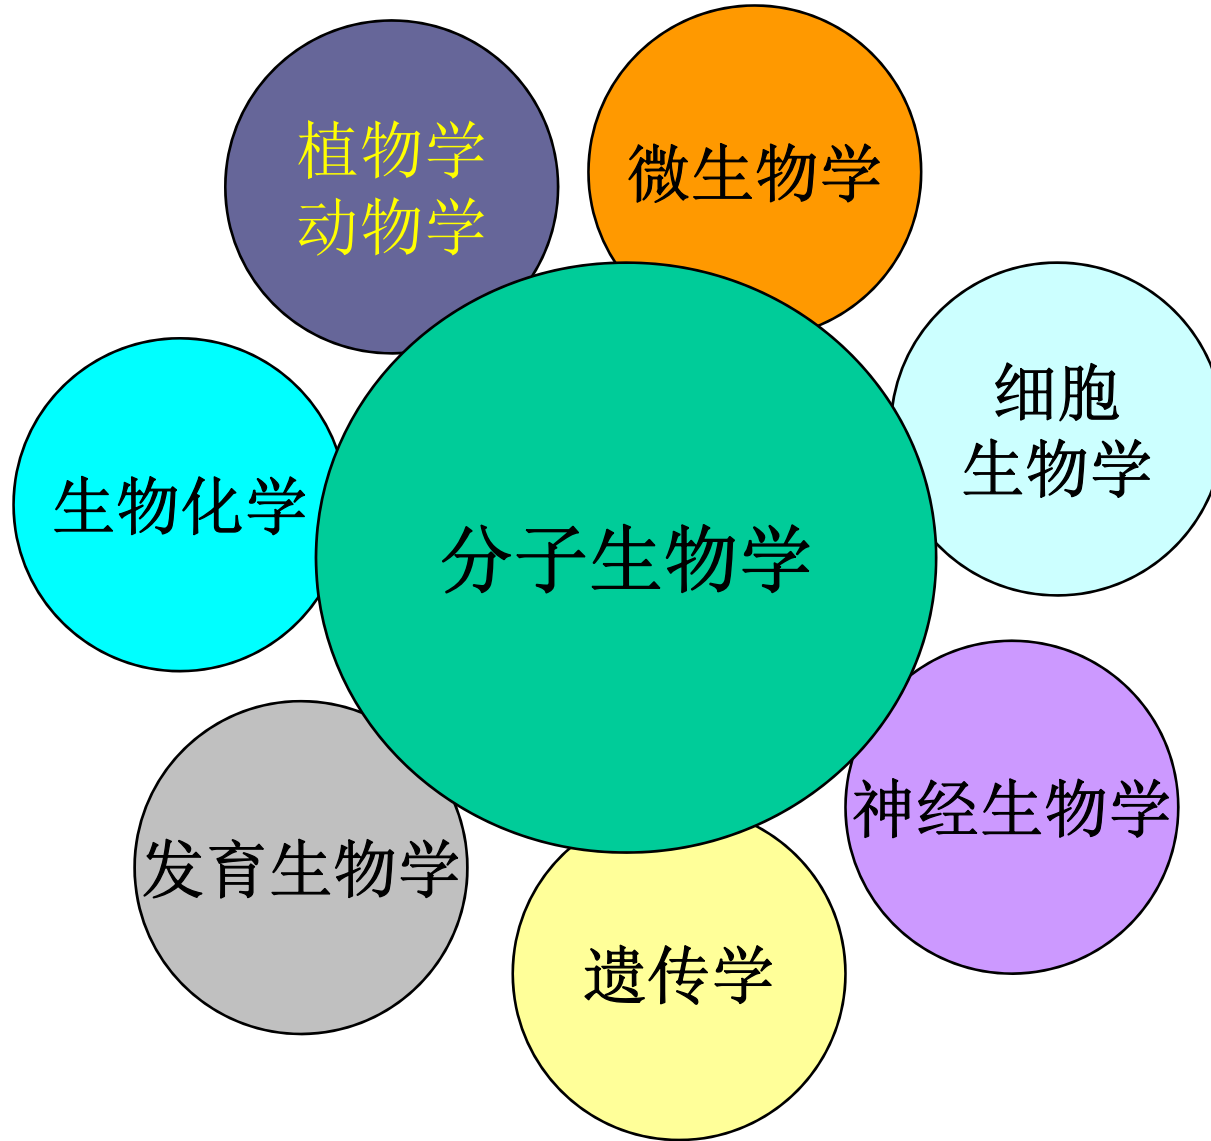 植物学
动物学
微生物学
细胞
生物学
生物化学
分子生物学
神经生物学
发育生物学
遗传学